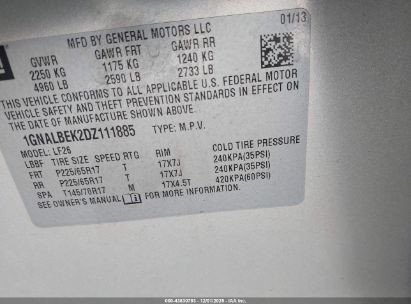 MFD BY GENERAL MOTORS LLC 01/13
GVWR GAWR FRT GAWR RR
2250 KG 1175 KG 1240 KG
4960 LB 2590 LB 2733 LB
THIS VEHICLE CONFORMS TO ALL APPLICABLE U.S. FEDERAL MOTOR
VEHICLE SAFETY AND THEFT PREVENTION STANDARDS IN EFFECT ON
THE DATE OF MANUFACTURE SHOWN ABOVE.
1GNALBEK2DZ111885 TYPE: M.P.V.
MODEL: LF26
LBBF TIRE SIZE SPEED RTG RIM COLD TIRE PRESSURE
FRT P225/65R17 T 17X7J 240KPA(35PSI)
RR P225/65R17 T 17X7J 240KPA(35PSI)
SPA T145/70R17 M 17X4.5T 420KPA(60PSI)
SEE OWNER'S MANUAL FOR MORE INFORMATION.
12/01/2025